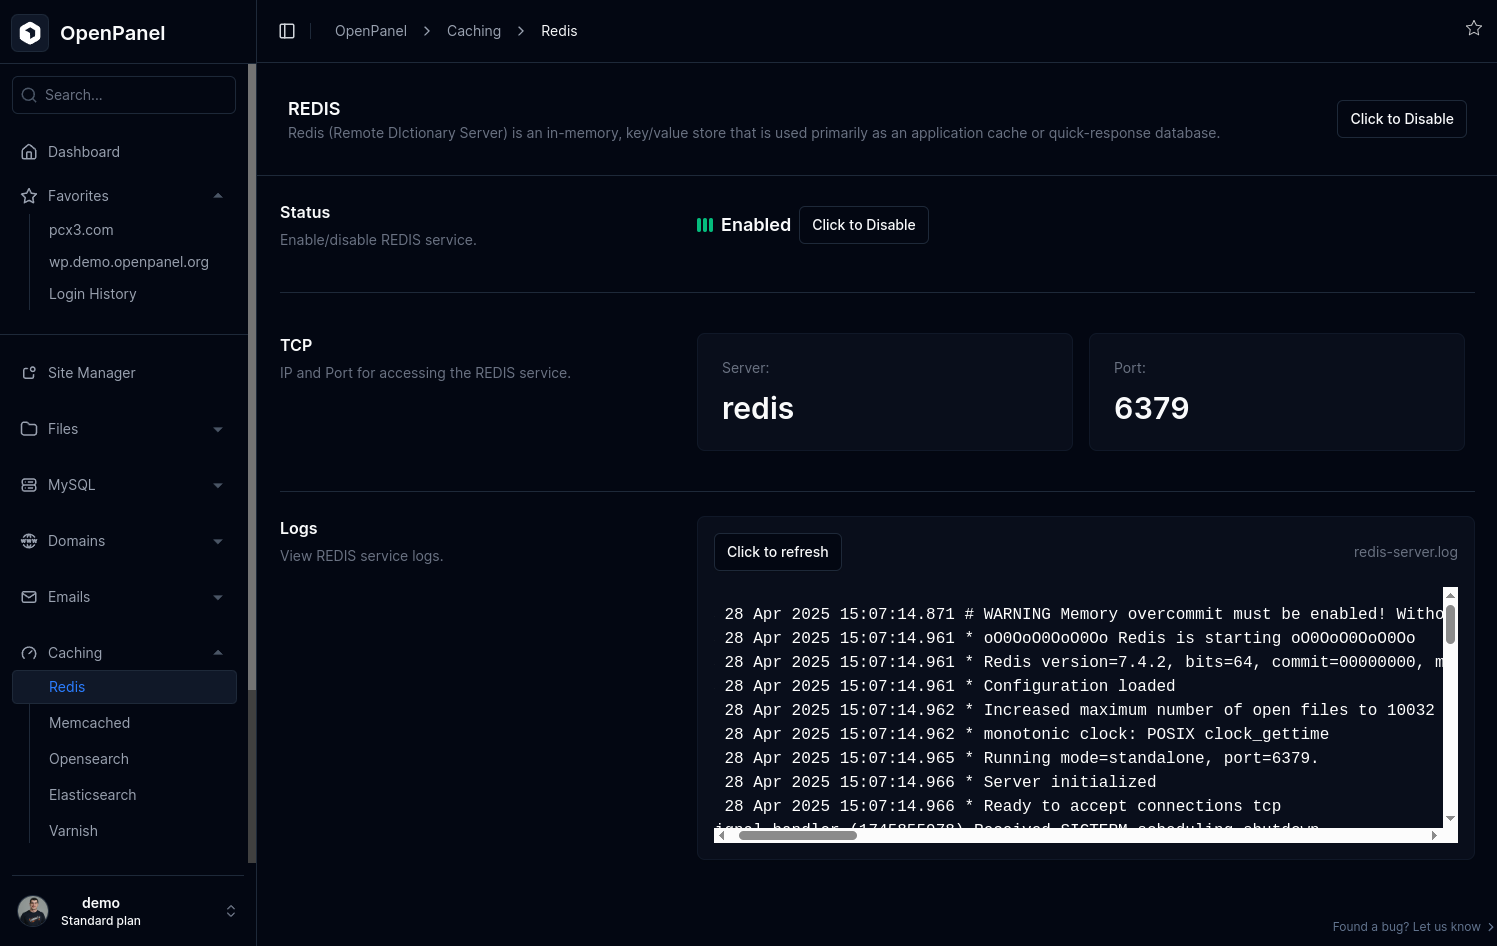 OpenPanel
OpenPanel
Caching
Redis
Search...
Dashboard
Favorites
pcx3.com
wp.demo.openpanel.org
Login History
Site Manager
Files
MySQL
Domains
Emails
Caching
Redis
Memcached
Opensearch
Elasticsearch
Varnish
demo
Standard plan
REDIS
Redis (Remote DIctionary Server) is an in-memory, key/value store that is used primarily as an application cache or quick-response database.
Click to Disable
Status
Enable/disable REDIS service.
Enabled
Click to Disable
TCP
IP and Port for accessing the REDIS service.
Server:
redis
Port:
6379
Logs
View REDIS service logs.
Click to refresh
redis-server.log
28 Apr 2025 15:07:14.871 # WARNING Memory overcommit must be enabled! Witho
28 Apr 2025 15:07:14.961 * oO0OoO0OoO0Oo Redis is starting oO0OoO0OoO0Oo
28 Apr 2025 15:07:14.961 * Redis version=7.4.2, bits=64, commit=00000000, m
28 Apr 2025 15:07:14.961 * Configuration loaded
28 Apr 2025 15:07:14.962 * Increased maximum number of open files to 10032
28 Apr 2025 15:07:14.962 * monotonic clock: POSIX clock_gettime
28 Apr 2025 15:07:14.965 * Running mode=standalone, port=6379.
28 Apr 2025 15:07:14.966 * Server initialized
28 Apr 2025 15:07:14.966 * Ready to accept connections tcp
Received SIGTERM scheduling shutdown
Found a bug? Let us know